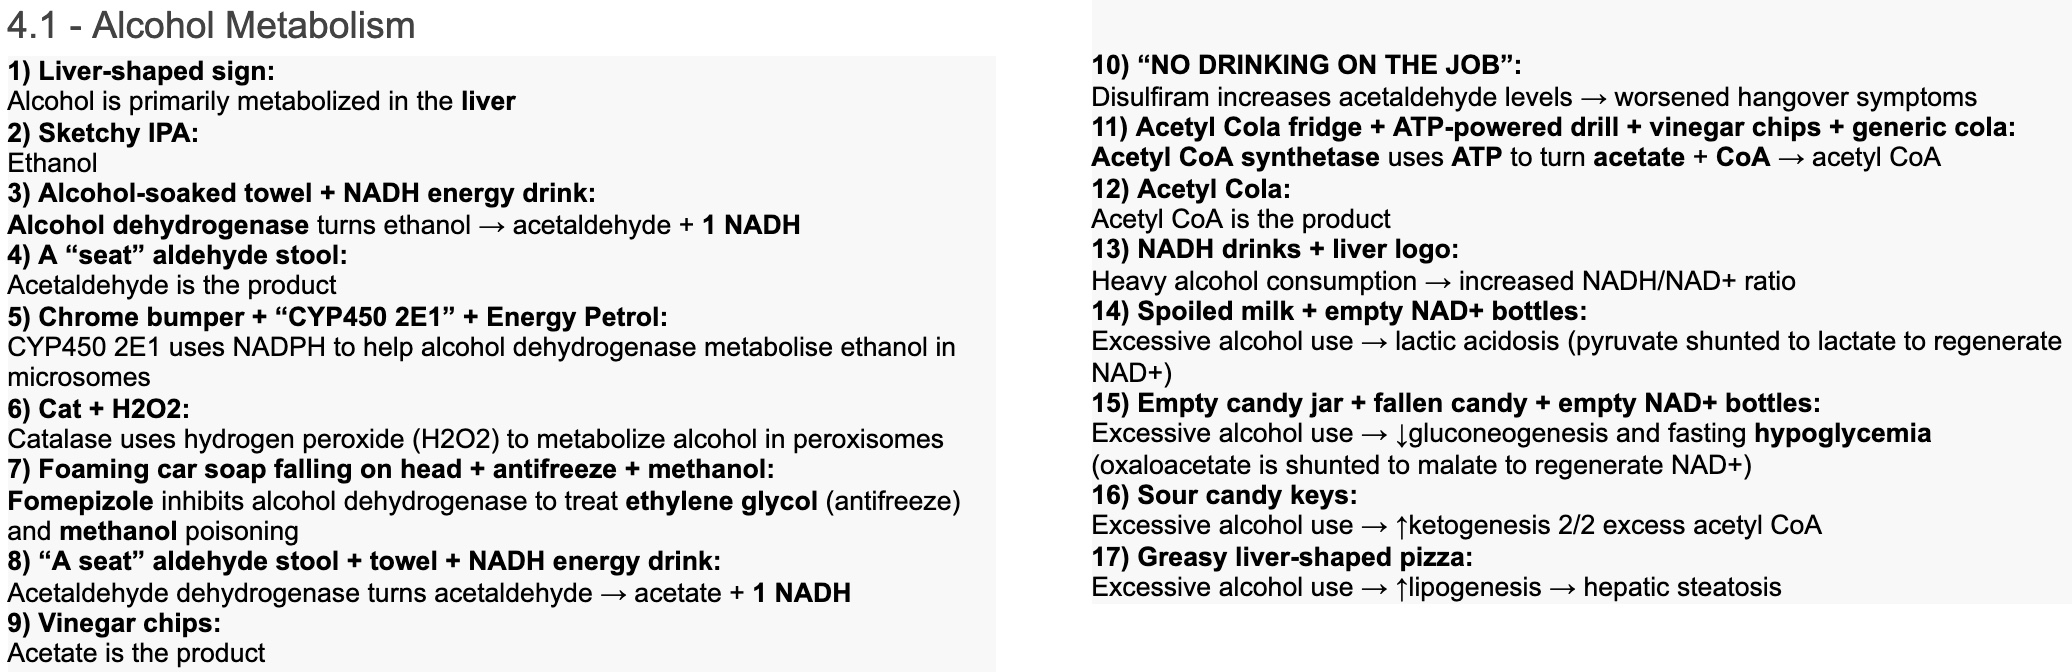 4.1 - Alcohol Metabolism
1) Liver-shaped sign:
Alcohol is primarily metabolized in the liver
2) Sketchy IPA:
Ethanol
3) Alcohol-soaked towel + NADH energy drink:
Alcohol dehydrogenase turns ethanol → acetaldehyde + 1 NADH
4) A “seat” aldehyde stool:
Acetaldehyde is the product
5) Chrome bumper + “CYP450 2E1” + Energy Petrol:
CYP450 2E1 uses NADPH to help alcohol dehydrogenase metabolise ethanol in
microsomes
6) Cat + H2O2:
Catalase uses hydrogen peroxide (H2O2) to metabolize alcohol in peroxisomes
7) Foaming car soap falling on head + antifreeze + methanol:
Fomepizole inhibits alcohol dehydrogenase to treat ethylene glycol (antifreeze)
and methanol poisoning
8) “A seat” aldehyde stool + towel + NADH energy drink:
Acetaldehyde dehydrogenase turns acetaldehyde → acetate + 1 NADH
9) Vinegar chips:
Acetate is the product
10) “NO DRINKING ON THE JOB”:
Disulfiram increases acetaldehyde levels → worsened hangover symptoms
11) Acetyl Cola fridge + ATP-powered drill + vinegar chips + generic cola:
Acetyl CoA synthetase uses ATP to turn acetate + CoA → acetyl CoA
12) Acetyl Cola:
Acetyl CoA is the product
13) NADH drinks + liver logo:
Heavy alcohol consumption → increased NADH/NAD+ ratio
14) Spoiled milk + empty NAD+ bottles:
Excessive alcohol use → lactic acidosis (pyruvate shunted to lactate to regenerate
NAD+)
15) Empty candy jar + fallen candy + empty NAD+ bottles:
Excessive alcohol use → ↓gluconeogenesis and fasting hypoglycemia
(oxaloacetate is shunted to malate to regenerate NAD+)
16) Sour candy keys:
Excessive alcohol use → ↑ketogenesis 2/2 excess acetyl CoA
17) Greasy liver-shaped pizza:
Excessive alcohol use → ↑lipogenesis → hepatic steatosis